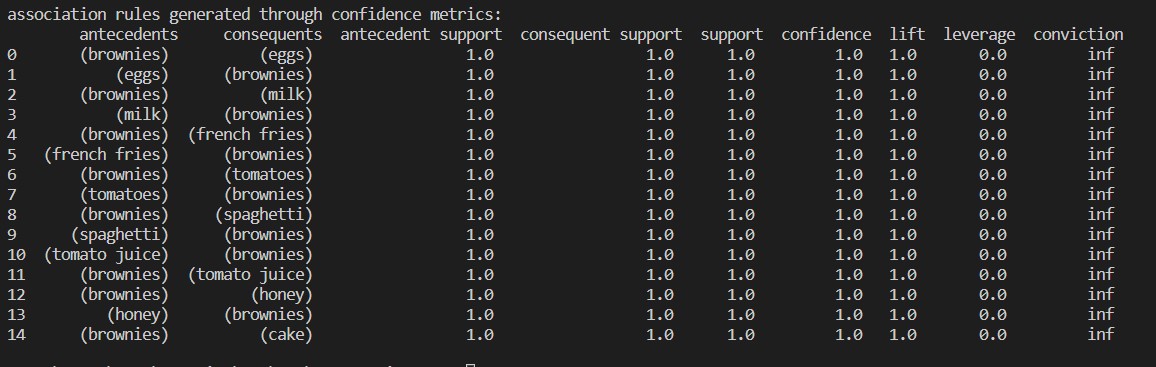 association rules generated through confidence metrics:
antecedents consequents antecedent support consequent support support confidence lift leverage conviction
0 (brownies) (eggs) 1.0 1.0 1.0 1.0 1.0 0.0 inf
1 (eggs) (brownies) 1.0 1.0 1.0 1.0 1.0 0.0 inf
2 (brownies) (milk) 1.0 1.0 1.0 1.0 1.0 0.0 inf
3 (milk) (brownies) 1.0 1.0 1.0 1.0 1.0 0.0 inf
4 (brownies) (french fries) 1.0 1.0 1.0 1.0 1.0 0.0 inf
5 (french fries) (brownies) 1.0 1.0 1.0 1.0 1.0 0.0 inf
6 (brownies) (tomatoes) 1.0 1.0 1.0 1.0 1.0 0.0 inf
7 (tomatoes) (brownies) 1.0 1.0 1.0 1.0 1.0 0.0 inf
8 (brownies) (spaghetti) 1.0 1.0 1.0 1.0 1.0 0.0 inf
9 (spaghetti) (brownies) 1.0 1.0 1.0 1.0 1.0 0.0 inf
10 (tomato juice) (brownies) 1.0 1.0 1.0 1.0 1.0 0.0 inf
11 (brownies) (tomato juice) 1.0 1.0 1.0 1.0 1.0 0.0 inf
12 (brownies) (honey) 1.0 1.0 1.0 1.0 1.0 0.0 inf
13 (honey) (brownies) 1.0 1.0 1.0 1.0 1.0 0.0 inf
14 (brownies) (cake) 1.0 1.0 1.0 1.0 1.0 0.0 inf